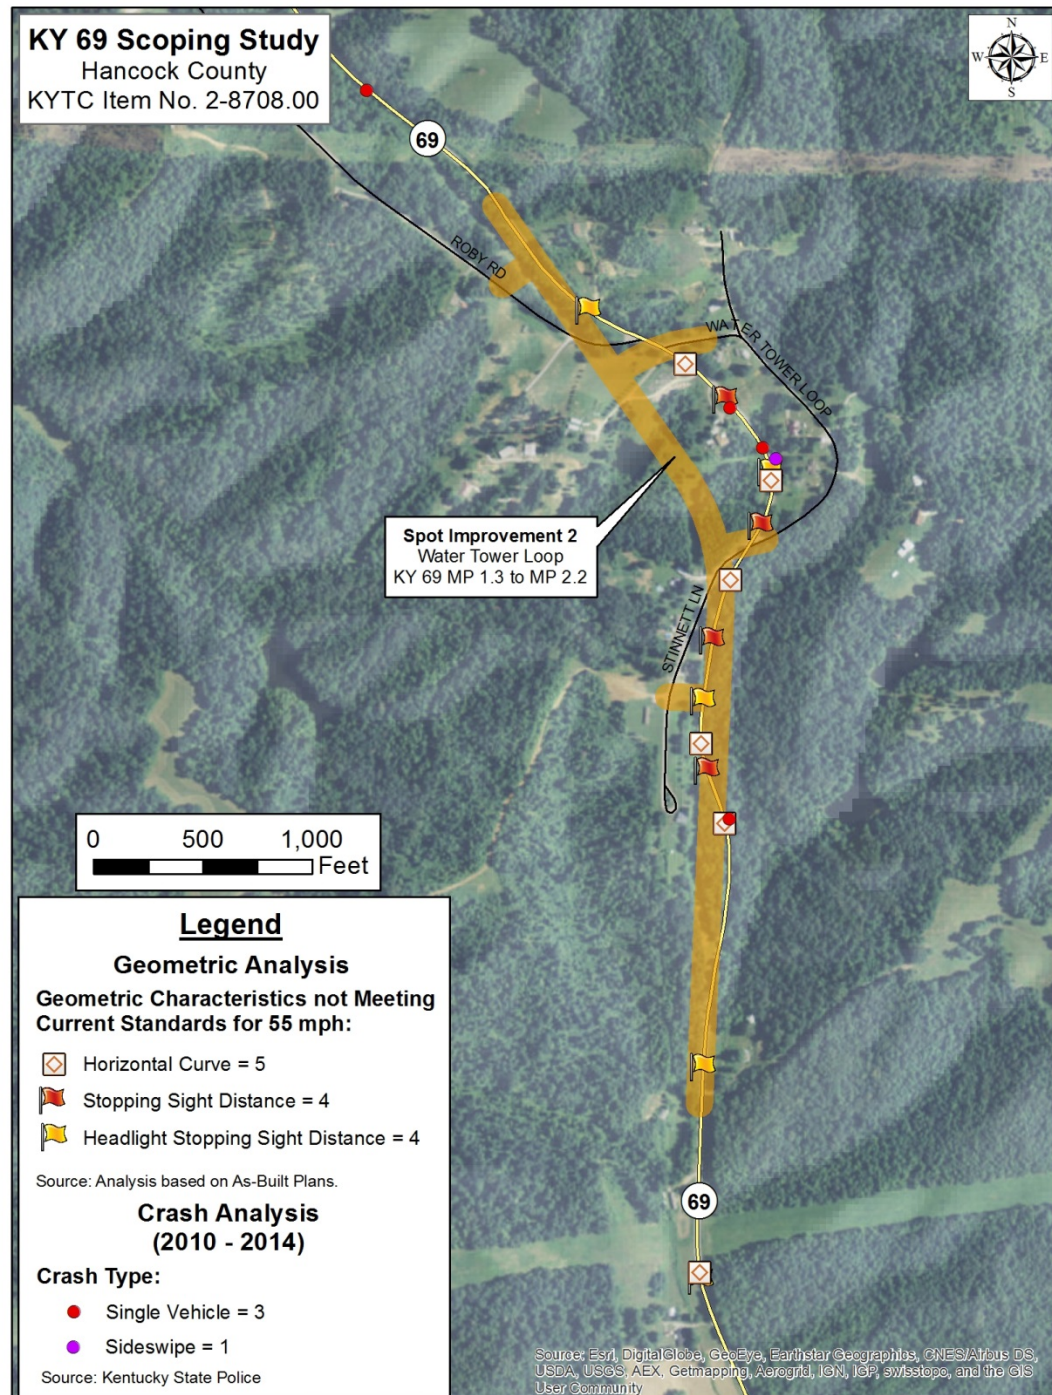 KY 69 Scoping Study
Hancock County
KYTC Item No. 2-8708.00
N
W
E
S
69
ROBY RD
WATER TOWER LOOP
Spot Improvement 2
Water Tower Loop
KY 69 MP 1.3 to MP 2.2
STINNETT LN
0 500 1,000
Feet
Legend
Geometric Analysis
Geometric Characteristics not Meeting
Current Standards for 55 mph:
Horizontal Curve = 5
Stopping Sight Distance = 4
Headlight Stopping Sight Distance = 4
Source: Analysis based on As-Built Plans.
Crash Analysis
(2010 - 2014)
Crash Type:
Single Vehicle = 3
Sideswipe = 1
Source: Kentucky State Police
69
Source: Esri, DigitalGlobe, GeoEye, Earthstar Geographics, CNES/Airbus DS,
USDA, USGS, AEX, Getmapping, Aerogrid, IGN, IGP, swisstopo, and the GIS
User Community